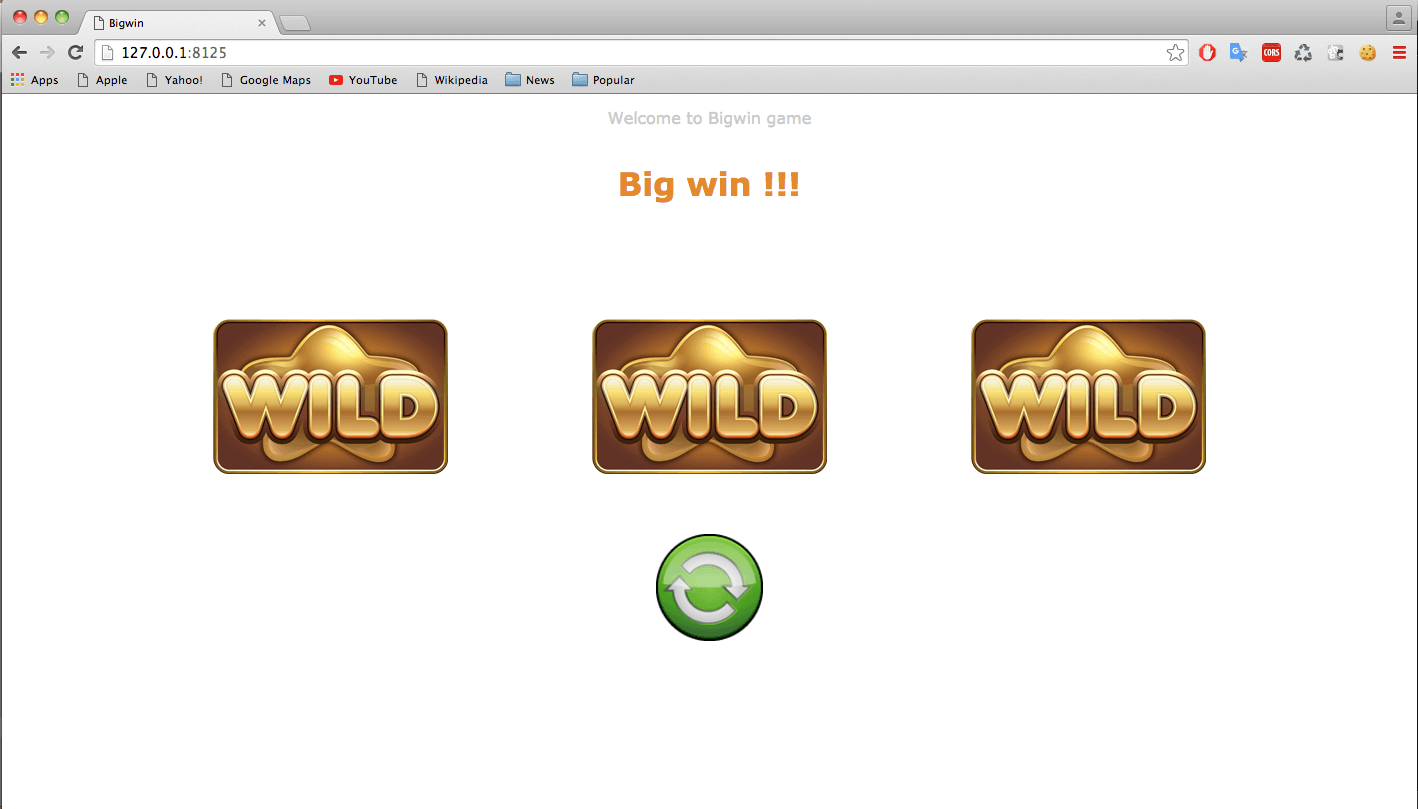 Bigwin
127.0.0.1:8125
CORS
Apps Apple Yahoo! Google Maps YouTube Wikipedia News Popular
Welcome to Bigwin game
Big win !!!
WILD WILD WILD